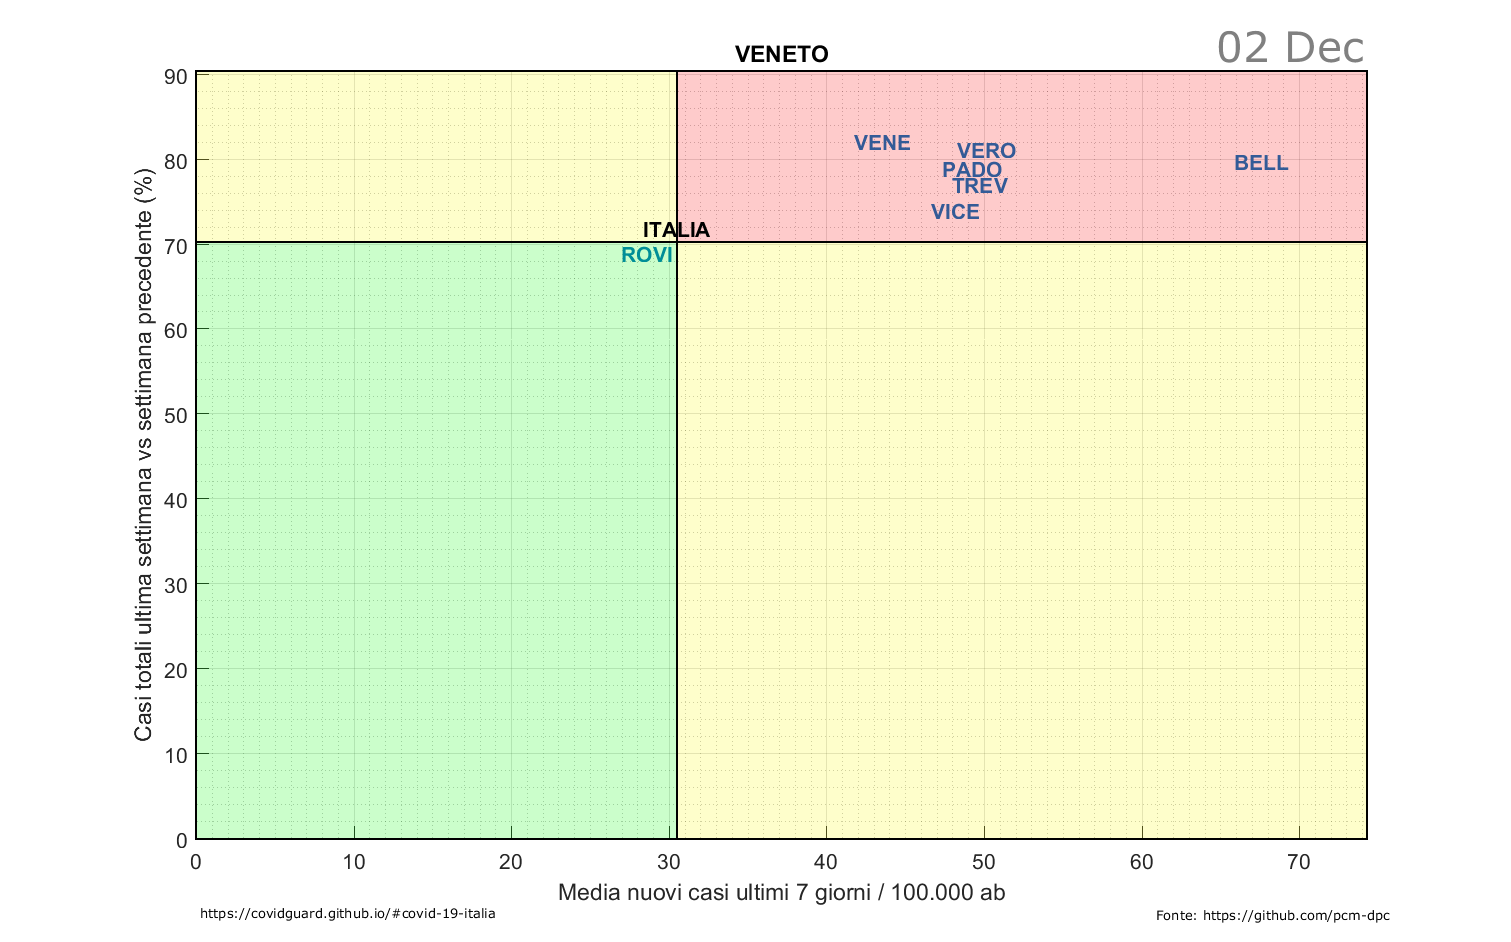 VENETO
02 Dec
Casi totali ultima settimana vs settimana precedente (%)
90
80
70
60
50
40
30
20
10
0
VENE
VERO
PADO
BELL
TREV
VICE
ITALIA
ROVI
0 10 20 30 40 50 60 70
Media nuovi casi ultimi 7 giorni / 100.000 ab
https://covidguard.github.io/#covid-19-italia
Fonte: https://github.com/pcm-dpc